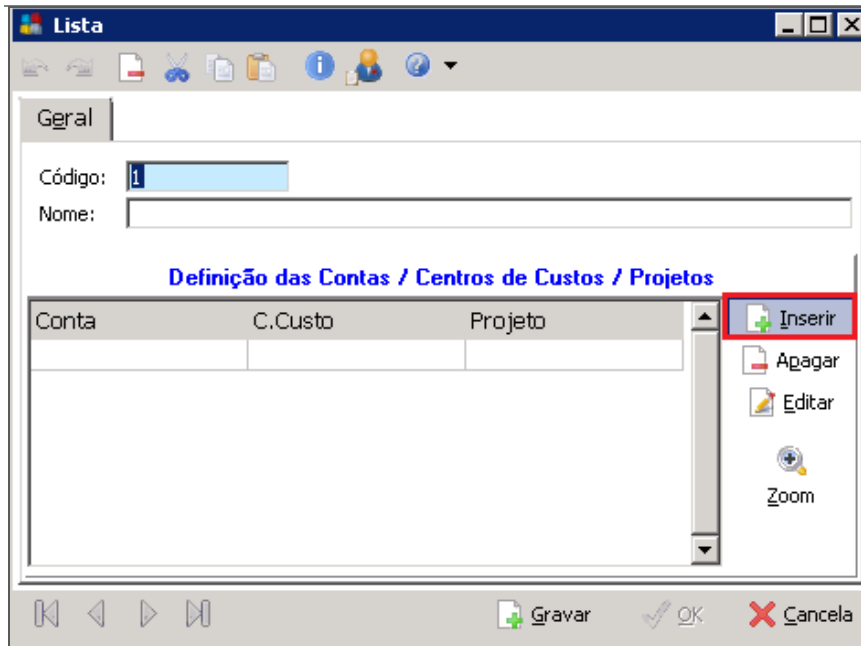 Lista
Geral
Código: 1
Nome:
Definição das Contas / Centros de Custos / Projetos
Conta C.Custo Projeto
Inserir
Apagar
Editar
Zoom
Gravar OK Cancela